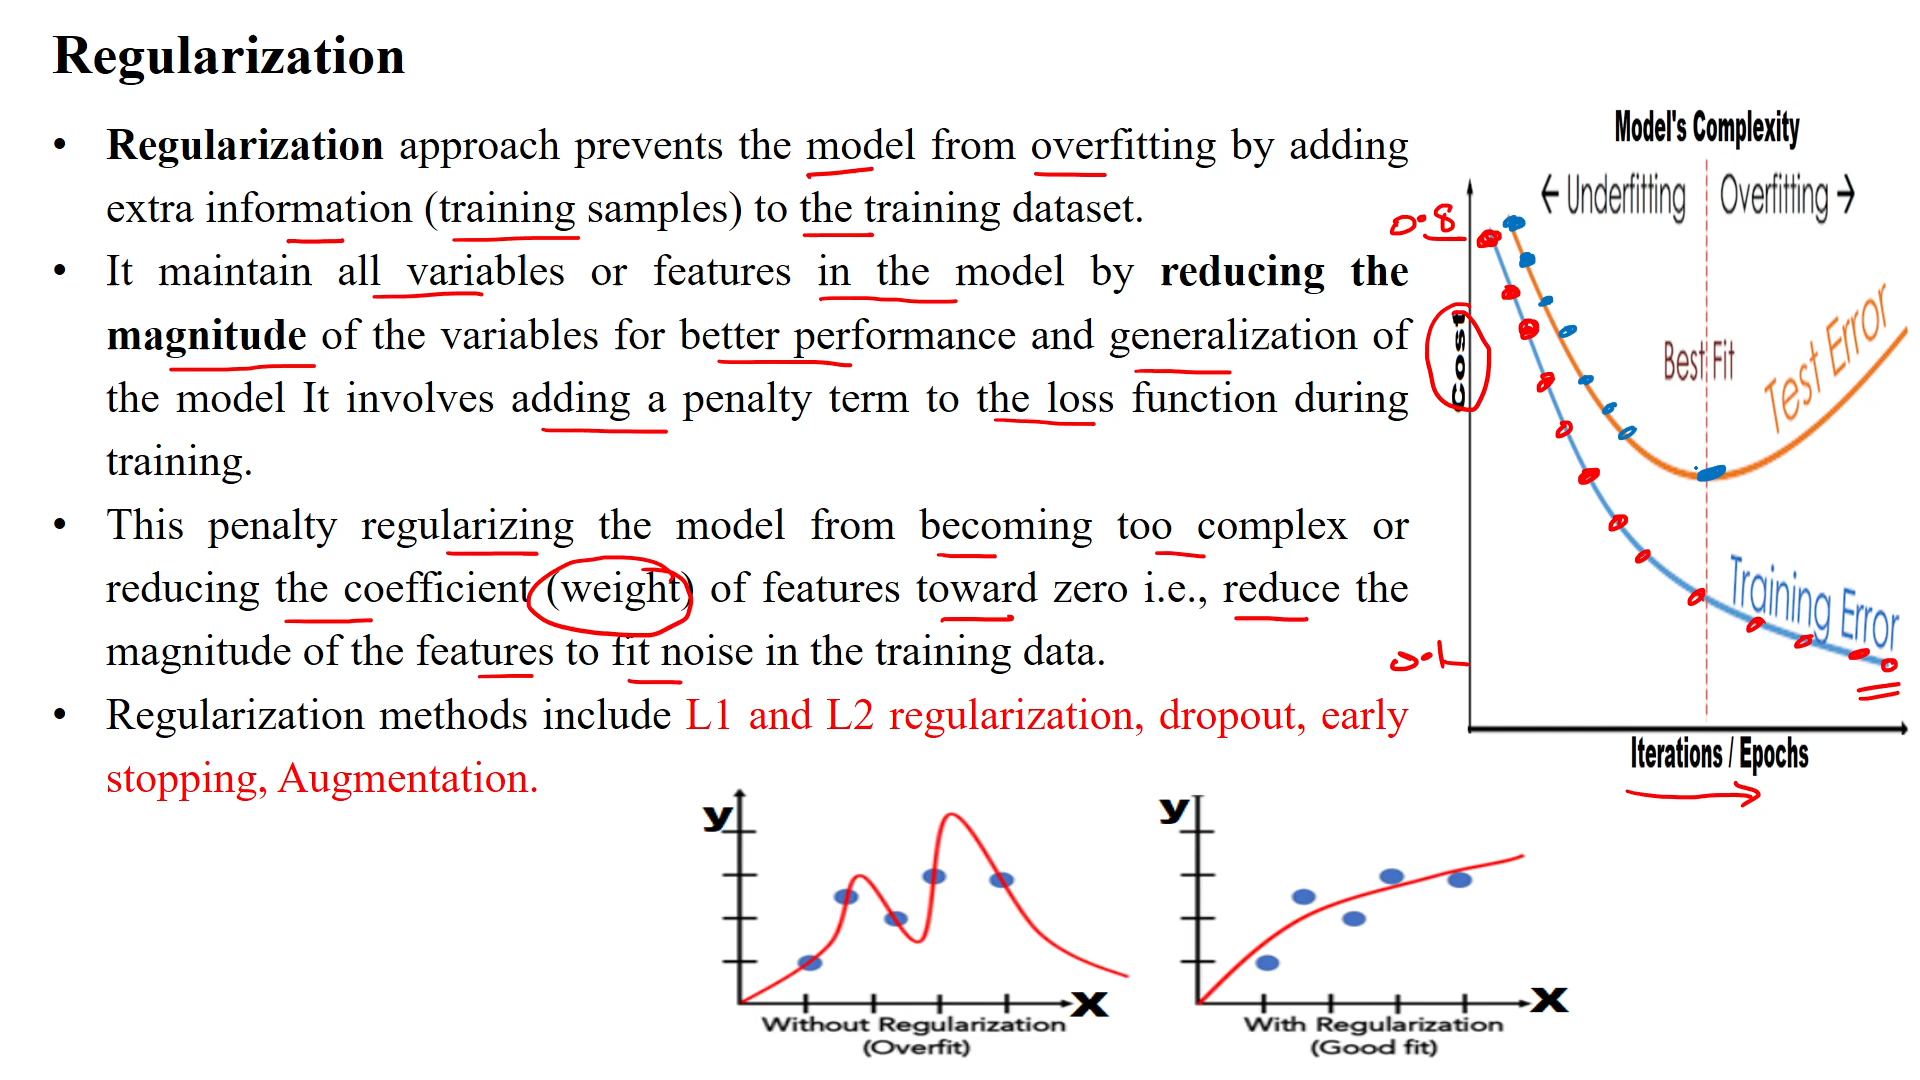 Regularization
• Regularization approach prevents the model from overfitting by adding
extra information (training samples) to the training dataset.
• It maintain all variables or features in the model by reducing the
magnitude of the variables for better performance and generalization of
the model It involves adding a penalty term to the loss function during
training.
• This penalty regularizing the model from becoming too complex or
reducing the coefficient (weight) of features toward zero i.e., reduce the
magnitude of the features to fit noise in the training data.
• Regularization methods include L1 and L2 regularization, dropout, early
stopping, Augmentation.
Model's Complexity
← Underfitting
Overfitting →
0.8
Cost
Best Fit
Test Error
Training Error
0.1
Iterations / Epochs
y
X
Without Regularization
(Overfit)
y
X
With Regularization
(Good fit)